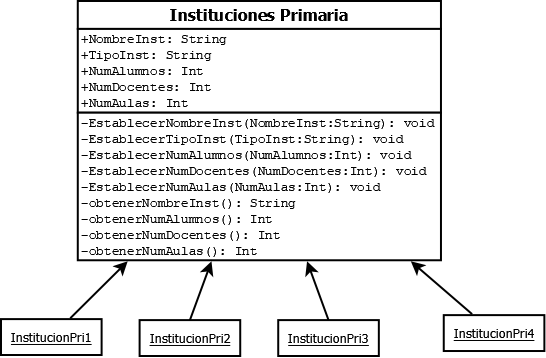 Instituciones Primaria
+NombreInst: String
+TipoInst: String
+NumAlumnos: Int
+NumDocentes: Int
+NumAulas: Int
-EstablecerNombreInst(NombreInst:String): void
-EstablecerTipoInst(TipoInst:String): void
-EstablecerNumAlumnos(NumAlumnos:Int): void
-EstablecerNumDocentes(NumDocentes:Int): void
-EstablecerNumAulas(NumAulas:Int): void
-obtenerNombreInst(): String
-obtenerNumAlumnos(): Int
-obtenerNumDocentes(): Int
-obtenerNumAulas(): Int
InstitucionPri1
InstitucionPri2
InstitucionPri3
InstitucionPri4